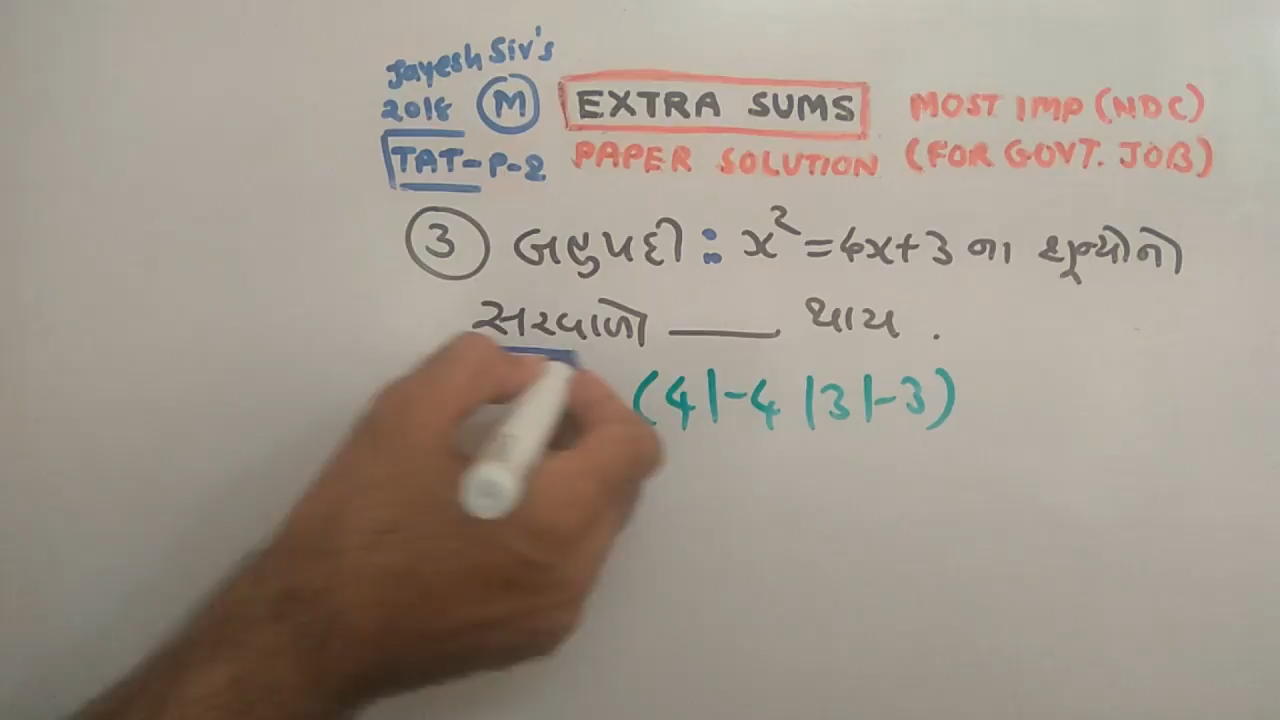 Jayesh Siv's
2018 M EXTRA SUMS MOST IMP (NDC)
TAT-P-2 PAPER SOLUTION (FOR GOVT. JOB)
3 બહુપદી : x² = 4x + 3 ના શૂન્યોનો
સરવાળો ____ થાય .
(4 | -4 | 3 | -3)